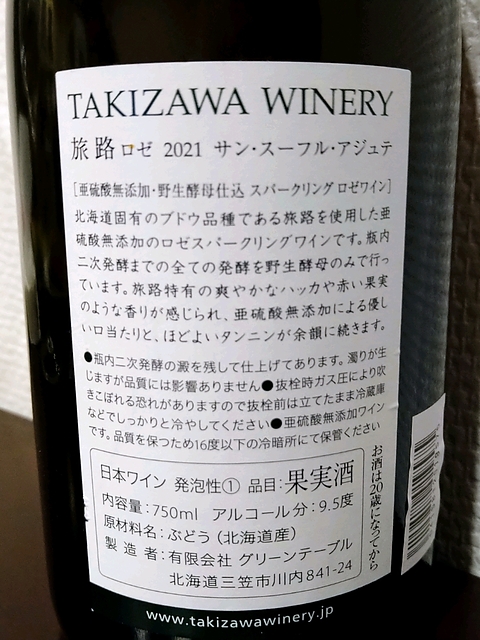 TAKIZAWA WINERY
旅路 ロゼ 2021 サン・スーフル・アジュテ
[亜硫酸無添加・野生酵母仕込 スパークリング ロゼワイン]
北海道固有のブドウ品種である旅路を使用した亜
硫酸無添加のロゼスパークリングワインです。瓶内
二次発酵までの全ての発酵を野生酵母のみで行っ
ています。旅路特有の爽やかなハッカや赤い果実
のような香りが感じられ、亜硫酸無添加による優し
い口当たりと、ほどよいタンニンが余韻に続きます。
●瓶内二次発酵の澱を残して仕上げてあります。濁りが生
じますが品質には影響ありません●抜栓時ガス圧により吹
きこぼれる恐れがありますので抜栓前は立てたまま冷蔵庫
などでしっかりと冷やしてください●亜硫酸無添加ワイン
です。品質を保つため16度以下の冷暗所にて保管ください
日本ワイン 発泡性① 品目:果実酒
内容量:750ml アルコール分:9.5度
原材料名:ぶどう(北海道産)
製造者:有限会社 グリーンテーブル
北海道三笠市川内841-24
お酒は20歳になってから
www.takizawawinery.jp